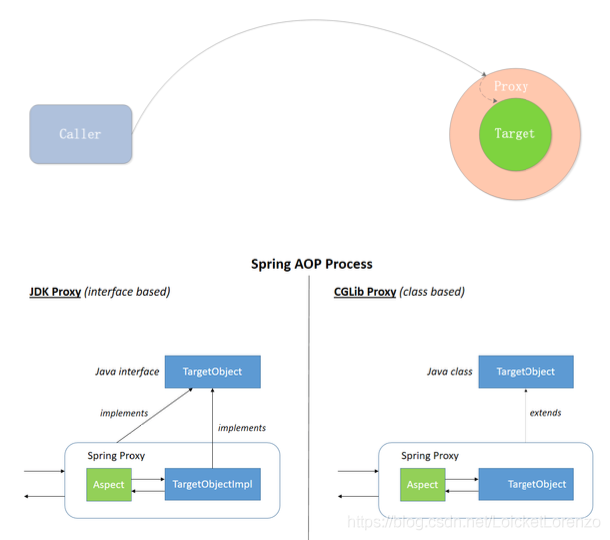 Proxy
Caller
Target
Spring AOP Process
JDK Proxy (interface based)
CGLib Proxy (class based)
Java interface
TargetObject
Java class
TargetObject
implements
implements
extends
Spring Proxy
Spring Proxy
Aspect
TargetObjectImpl
Aspect
TargetObject
https://blog.csdn.net/LoicketLorenzo